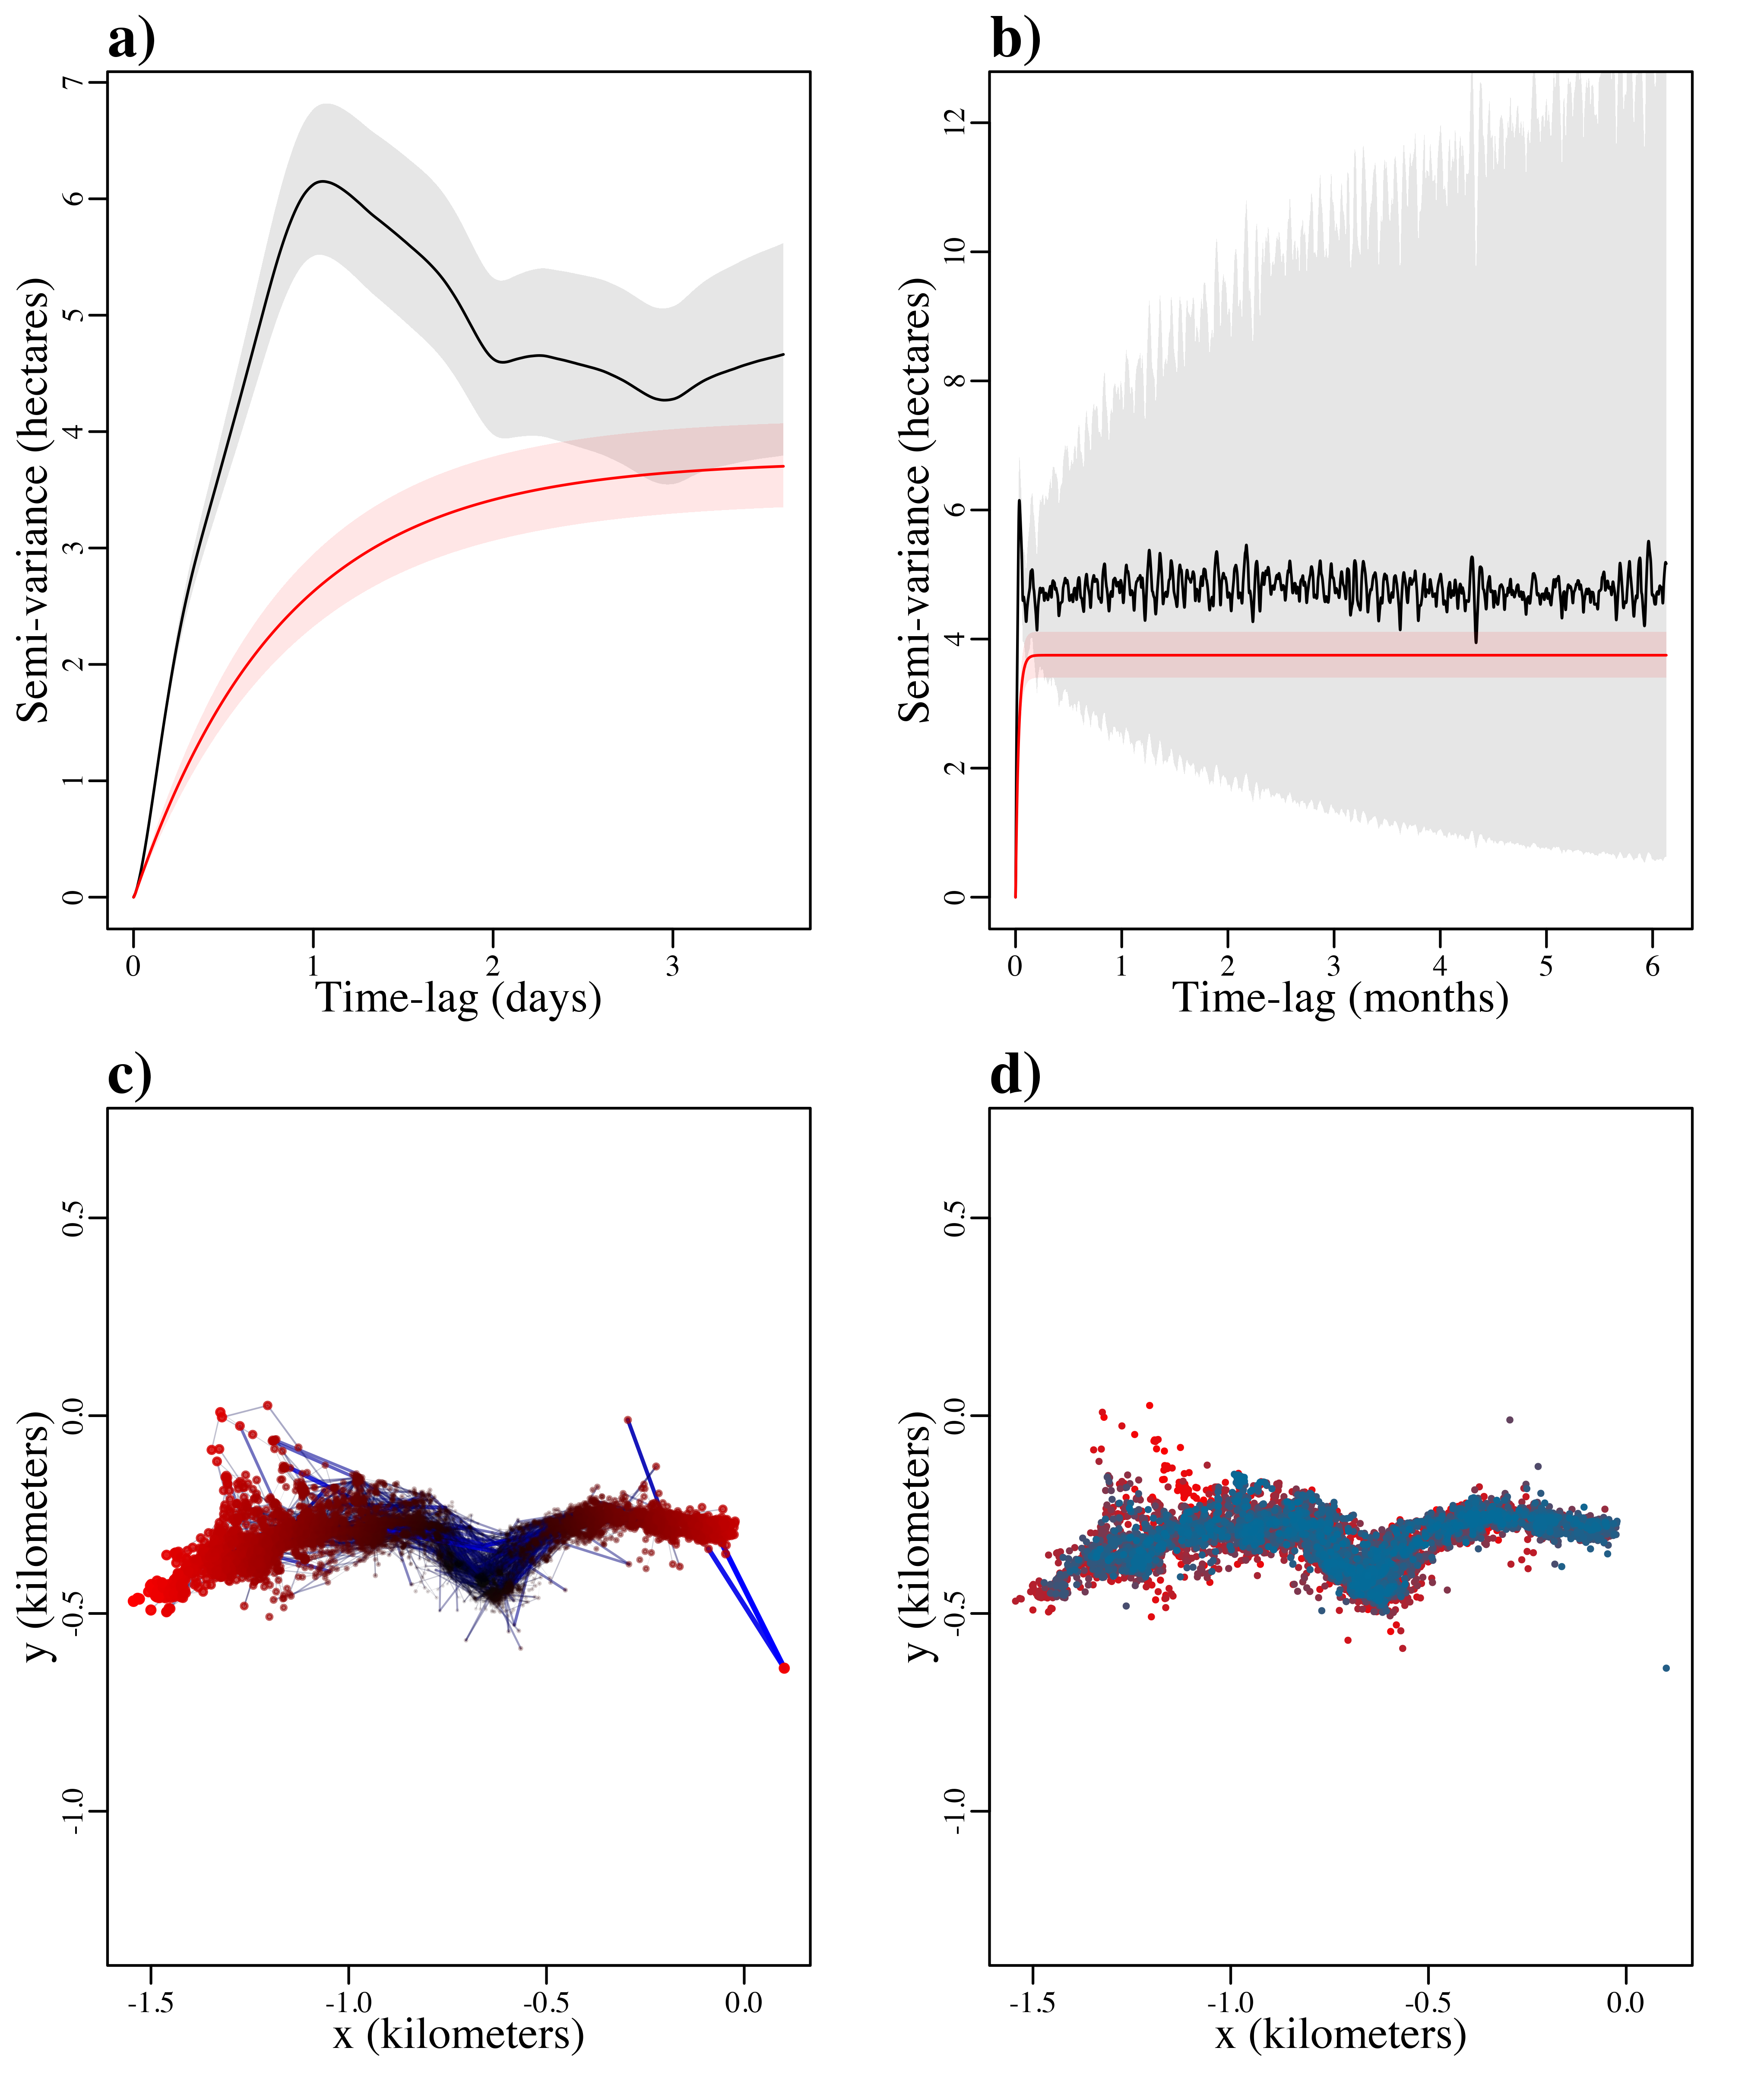 a)
7
6
5
4
3
2
1
0
Semi-variance (hectares)
0 1 2 3
Time-lag (days)
b)
12
10
8
6
4
2
0
Semi-variance (hectares)
0 1 2 3 4 5 6
Time-lag (months)
c)
0.5
0.0
-0.5
-1.0
y (kilometers)
-1.5 -1.0 -0.5 0.0
x (kilometers)
d)
0.5
0.0
-0.5
-1.0
y (kilometers)
-1.5 -1.0 -0.5 0.0
x (kilometers)